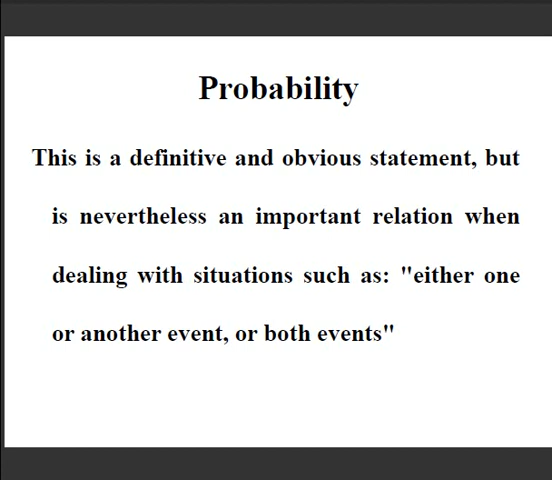 Probability
This is a definitive and obvious statement, but
is nevertheless an important relation when
dealing with situations such as: "either one
or another event, or both events"